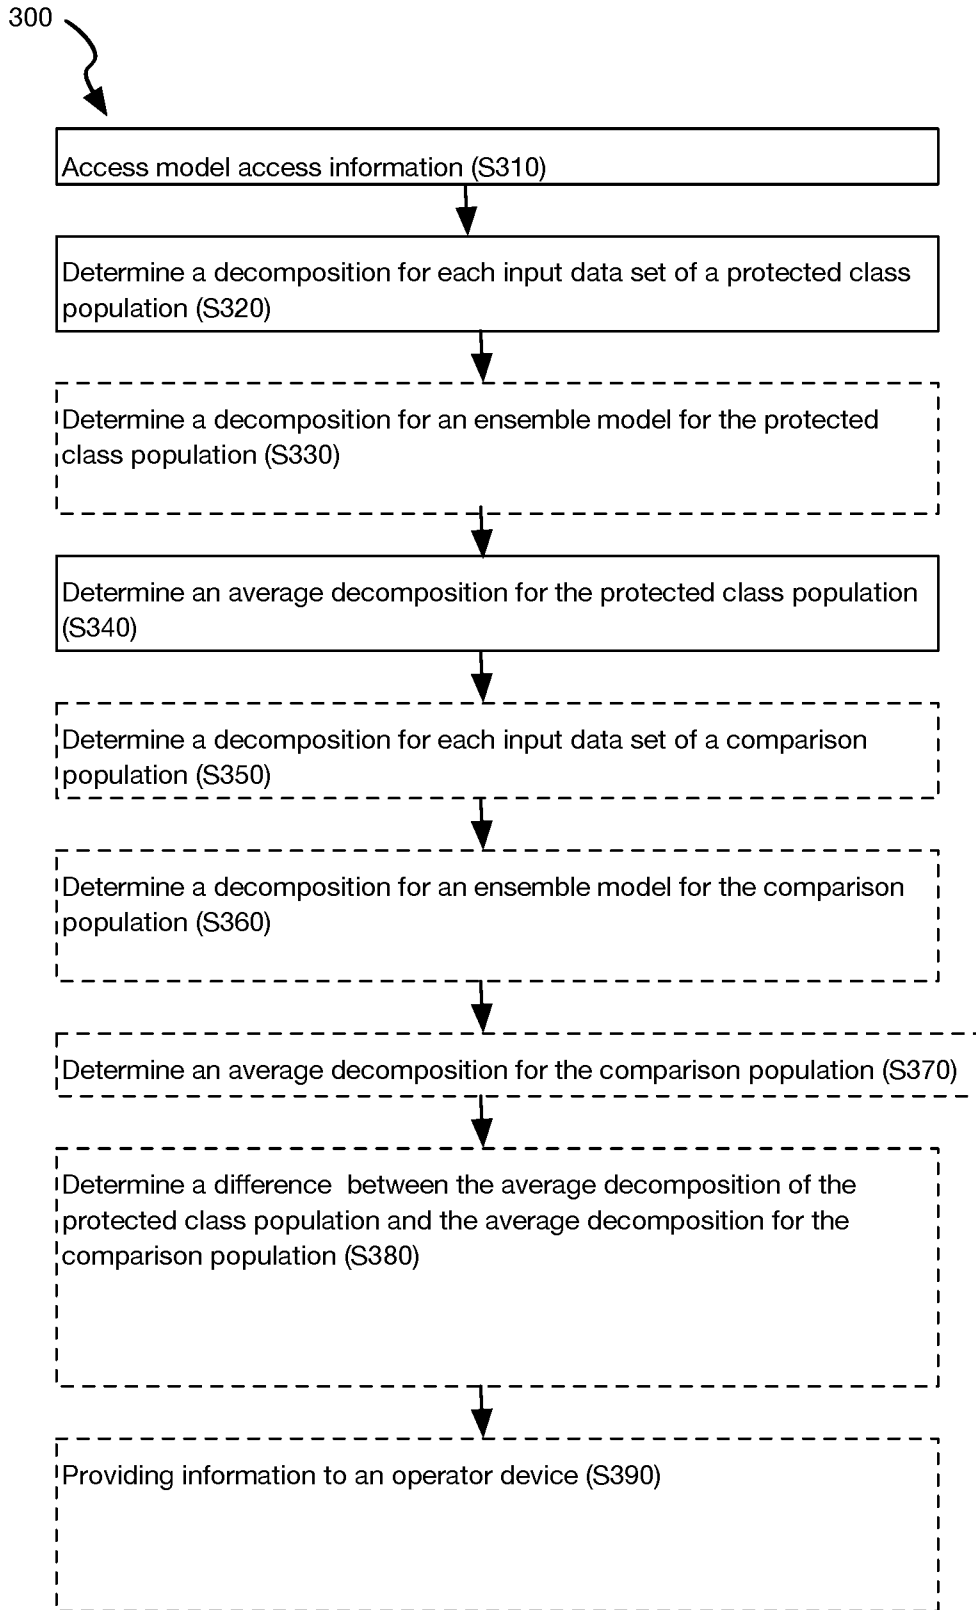 300
Access model access information (S310)
Determine a decomposition for each input data set of a protected class
population (S320)
Determine a decomposition for an ensemble model for the protected
class population (S330)
Determine an average decomposition for the protected class population
(S340)
Determine a decomposition for each input data set of a comparison
population (S350)
Determine a decomposition for an ensemble model for the comparison
population (S360)
Determine an average decomposition for the comparison population (S370)
Determine a difference  between the average decomposition of the
protected class population and the average decomposition for the
comparison population (S380)
Providing information to an operator device (S390)